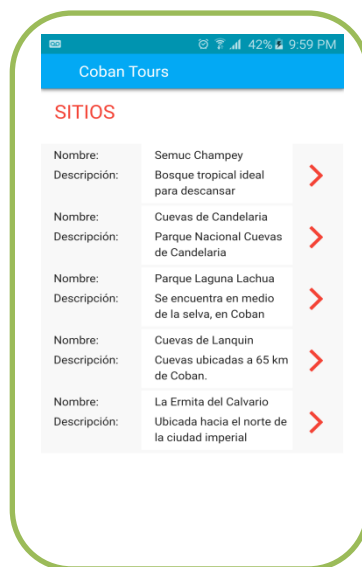 42% 9:59 PM
Coban Tours
SITIOS
Nombre: Semuc Champey
Descripción: Bosque tropical ideal
para descansar
Nombre: Cuevas de Candelaria
Descripción: Parque Nacional Cuevas
de Candelaria
Nombre: Parque Laguna Lachua
Descripción: Se encuentra en medio
de la selva, en Coban
Nombre: Cuevas de Lanquin
Descripción: Cuevas ubicadas a 65 km
de Coban.
Nombre: La Ermita del Calvario
Descripción: Ubicada hacia el norte de
la ciudad imperial